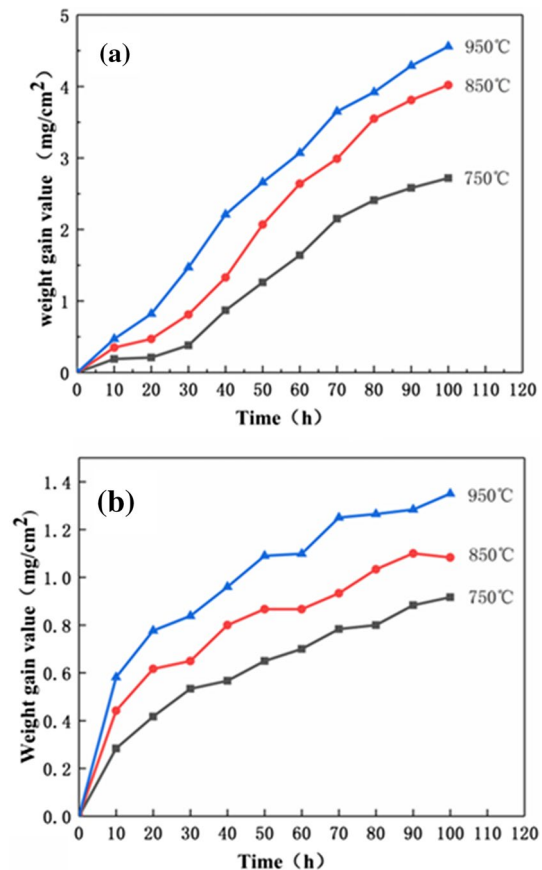 (a)
950℃
850℃
750℃
weight gain value（mg/cm²）
5
4
3
2
1
0
0 10 20 30 40 50 60 70 80 90 100 110 120
Time（h）
(b)
950℃
850℃
750℃
Weight gain value (mg/cm²)
1.4
1.2
1.0
0.8
0.6
0.4
0.2
0.0
0 10 20 30 40 50 60 70 80 90 100 110 120
Time（h）